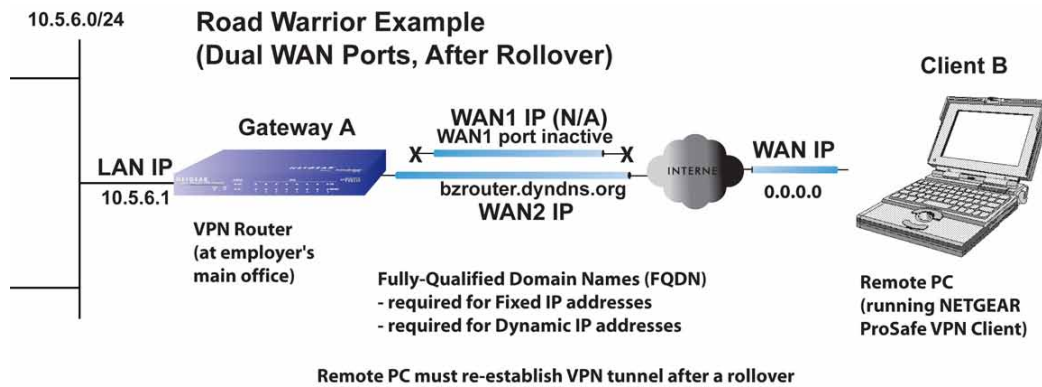 10.5.6.0/24
Road Warrior Example
(Dual WAN Ports, After Rollover)
Client B
Gateway A
WAN1 IP (N/A)
WAN1 port inactive
X
X
LAN IP
10.5.6.1
NETGEAR
bzrouter.dyndns.org
WAN2 IP
INTERNE
WAN IP
0.0.0.0
VPN Router
(at employer's
main office)
Fully-Qualified Domain Names (FQDN)
- required for Fixed IP addresses
- required for Dynamic IP addresses
Remote PC
(running NETGEAR
ProSafe VPN Client)
Remote PC must re-establish VPN tunnel after a rollover